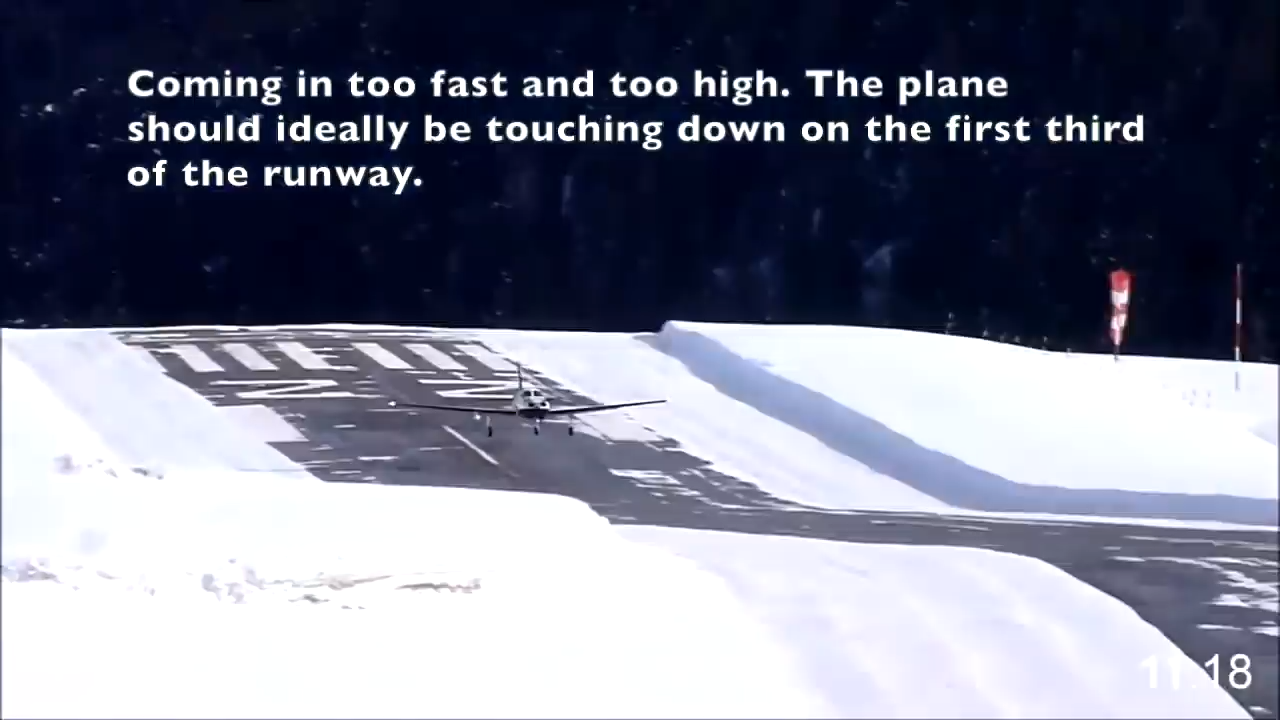 Coming in too fast and too high. The plane
should ideally be touching down on the first third
of the runway.
11:18